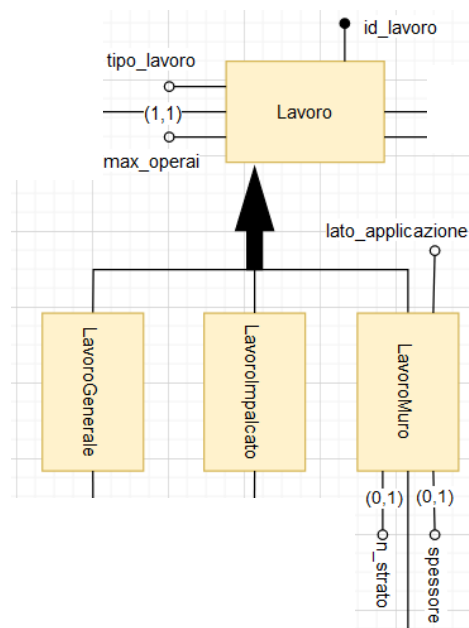 id_lavoro
tipo_lavoro
(1,1)
Lavoro
max_operai
lato_applicazione
LavoroGenerale
LavoroImpalcato
LavoroMuro
(0,1)
(0,1)
n_strato
spessore